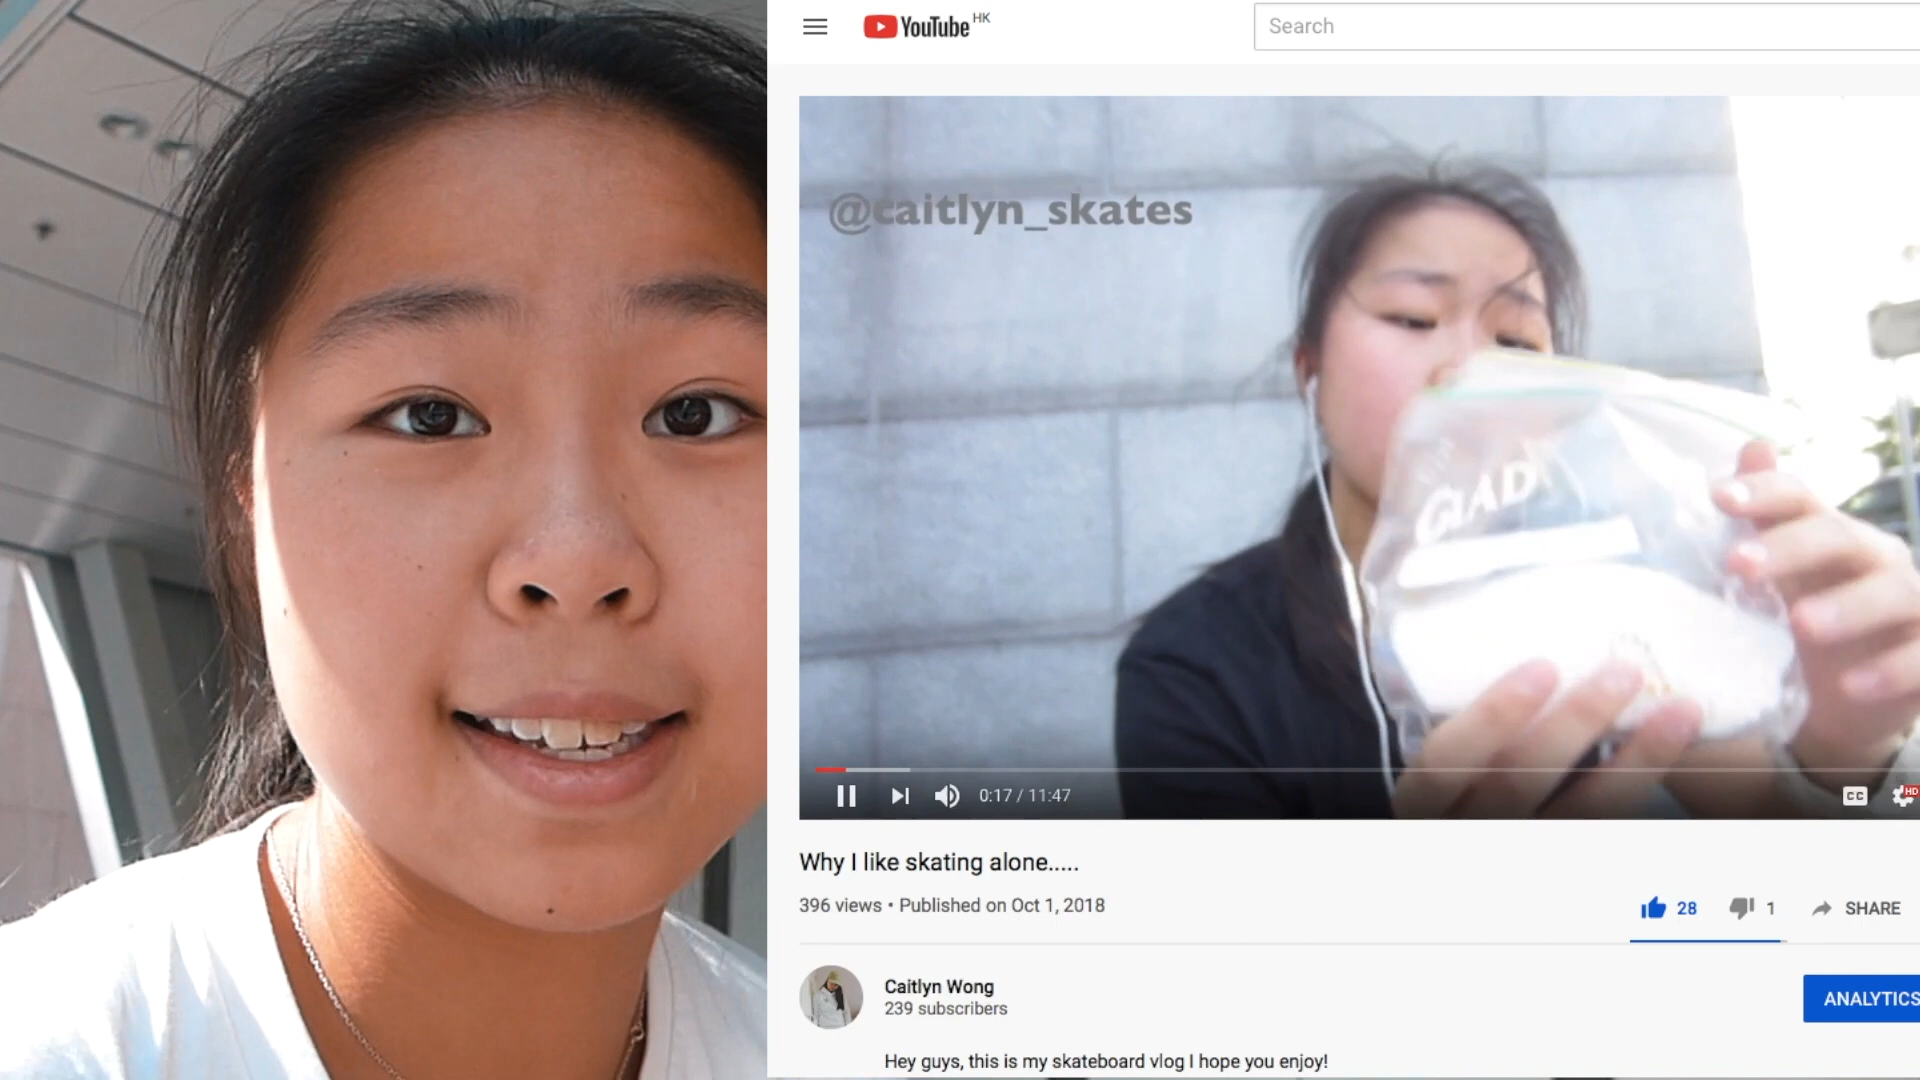 YouTube HK
Search
@caitlyn_skates
GLAD
0:17 / 11:47
CC
HD
Why I like skating alone.....
396 views • Published on Oct 1, 2018
28
1
SHARE
Caitlyn Wong
239 subscribers
ANALYTICS
Hey guys, this is my skateboard vlog I hope you enjoy!